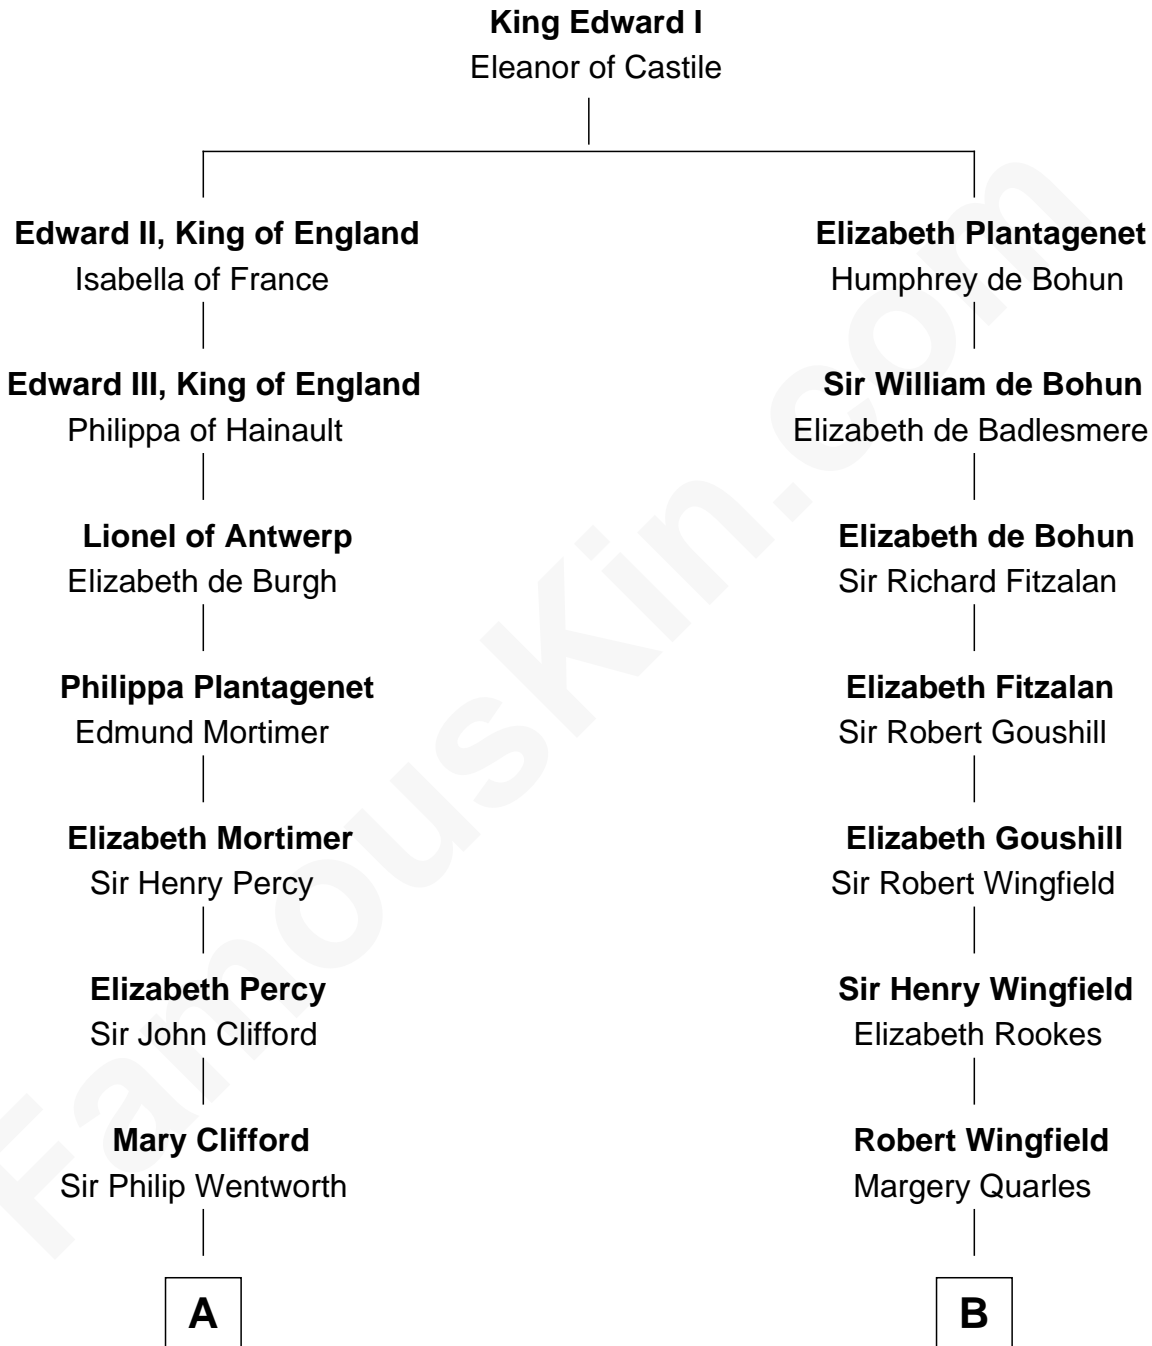 King Edward I
Eleanor of Castile
Edward II, King of England
Isabella of France
Elizabeth Plantagenet
Humphrey de Bohun
Edward III, King of England
Philippa of Hainault
Sir William de Bohun
Elizabeth de Badlesmere
Lionel of Antwerp
Elizabeth de Burgh
Elizabeth de Bohun
Sir Richard Fitzalan
Philippa Plantagenet
Edmund Mortimer
Elizabeth Fitzalan
Sir Robert Goushill
Elizabeth Mortimer
Sir Henry Percy
Elizabeth Goushill
Sir Robert Wingfield
Elizabeth Percy
Sir John Clifford
Sir Henry Wingfield
Elizabeth Rookes
Mary Clifford
Sir Philip Wentworth
Robert Wingfield
Margery Quarles
A
B
FamousKin.com